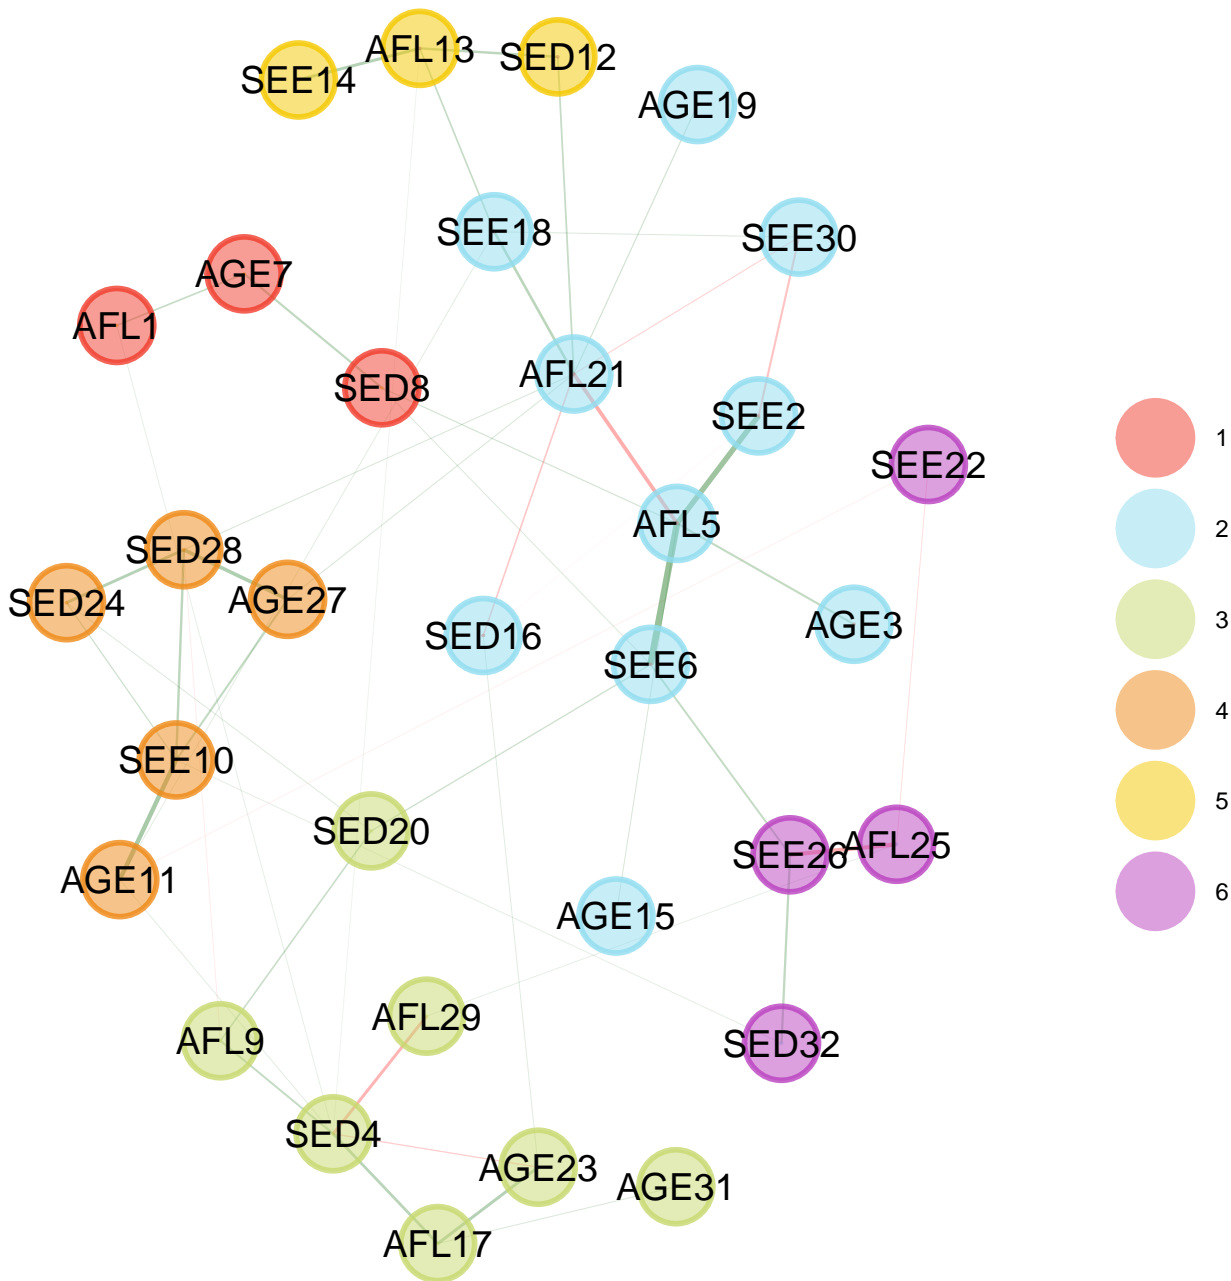 AFL13
SED12
SEE14
AGE19
SEE18
SEE30
AGE7
AFL1
AFL21
SED8
SEE2
SEE22
AFL5
SED28
SED24
AGE27
AGE3
SED16
SEE6
SEE10
SED20
SEE26
AFL25
AGE11
AGE15
AFL29
AFL9
SED32
SED4
AGE23
AGE31
AFL17
1
2
3
4
5
6